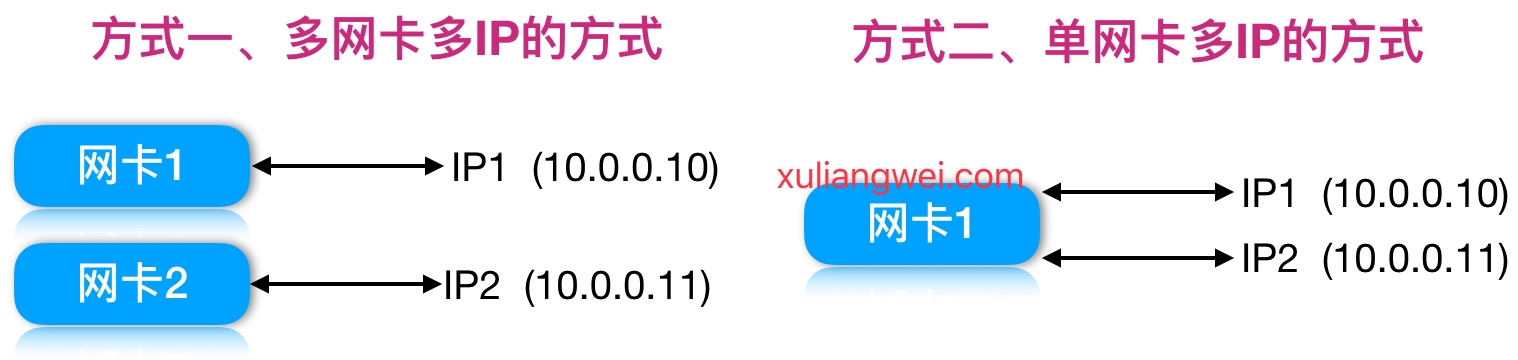 方式一、多网卡多IP的方式
网卡1
IP1 (10.0.0.10)
网卡2
IP2 (10.0.0.11)
方式二、单网卡多IP的方式
xuliangwei.com
网卡1
IP1 (10.0.0.10)
IP2 (10.0.0.11)